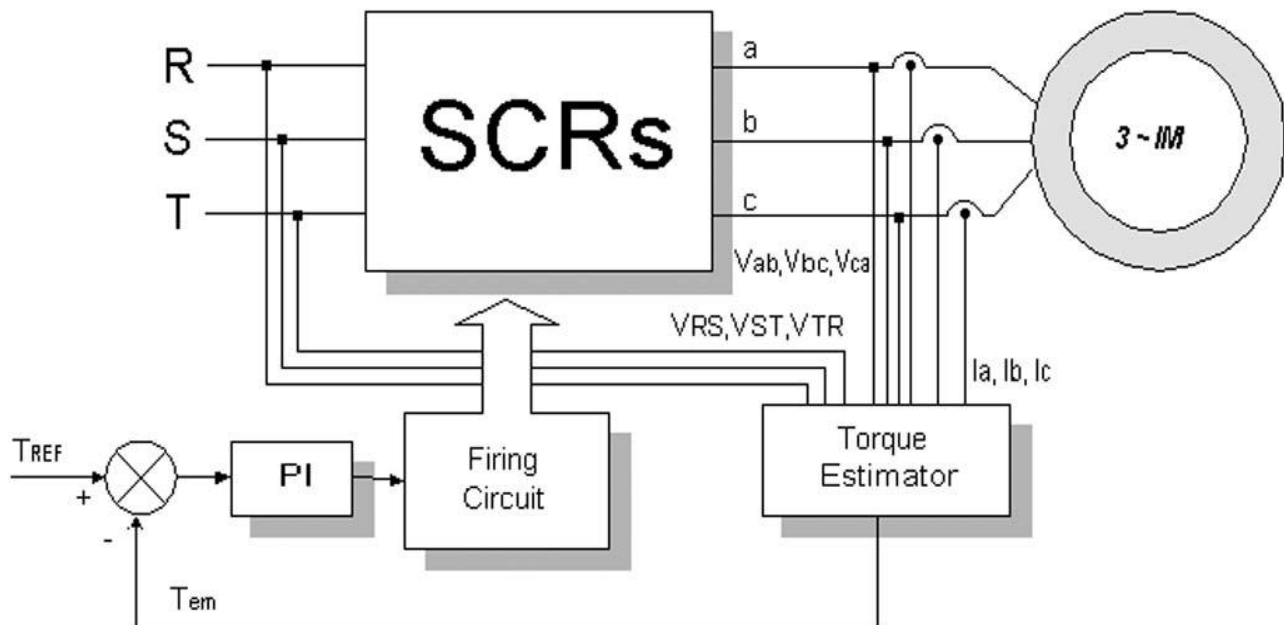 R
S
T
SCRs
a
b
c
3 ~ IM
Vab,Vbc,Vca
VRS,VST,VTR
Ia, Ib, Ic
TREF
+
-
PI
Firing
Circuit
Torque
Estimator
Tem